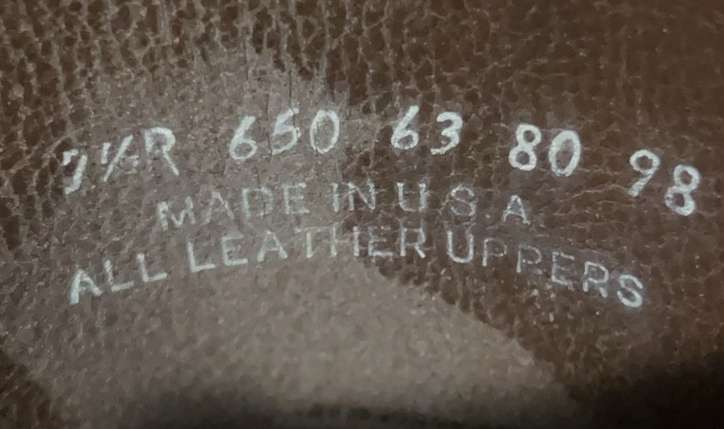 7½R 650 63 80 98
MADE IN U.S.A.
ALL LEATHER UPPERS